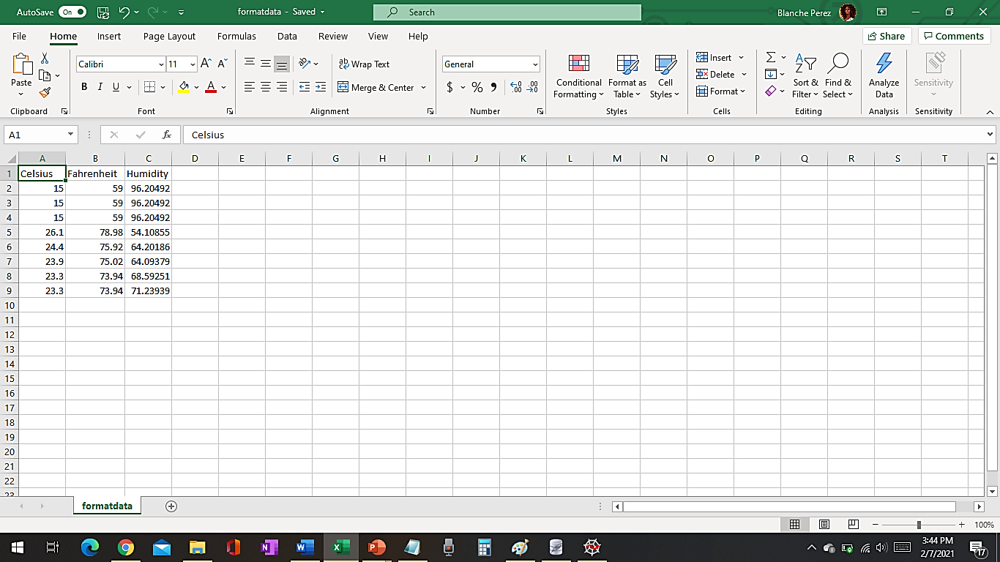 AutoSave On formatdata - Saved Search Blanche Perez
File Home Insert Page Layout Formulas Data Review View Help Share Comments
Paste Calibri 11 A A ab Wrap Text General Conditional Formatting Format as Table Cell Styles Insert Delete Format Sort & Filter Find & Select Analyze Data Sensitivity
B I U A Merge & Center $ %
Clipboard Font Alignment Number Styles Cells Editing Analysis Sensitivity
A1 fx Celsius
A B C D E F G H I J K L M N O P Q R S T
1 Celsius Fahrenheit Humidity
2 15 59 96.20492
3 15 59 96.20492
4 15 59 96.20492
5 26.1 78.98 54.10855
6 24.4 75.92 64.20186
7 23.9 75.02 64.09379
8 23.3 73.94 68.59251
9 23.3 73.94 71.23939
10
11
12
13
14
15
16
17
18
19
20
21
22
23
formatdata
100%
3:44 PM
2/7/2021
17